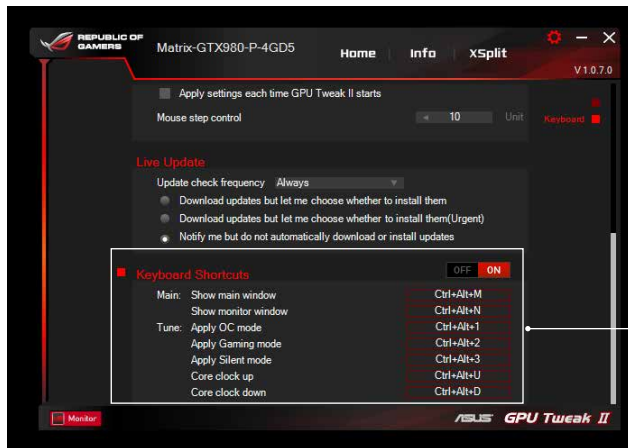 REPUBLIC OF
GAMERS
Matrix-GTX980-P-4GD5
Home Info XSplit
V 1.0.7.0
Apply settings each time GPU Tweak II starts
Mouse step control 10 Unit
Keyboard
Live Update
Update check frequency Always
Download updates but let me choose whether to install them
Download updates but let me choose whether to install them(Urgent)
Notify me but do not automatically download or install updates
Keyboard Shortcuts OFF ON
Main: Show main window Ctrl+Alt+M
Show monitor window Ctrl+Alt+N
Tune: Apply OC mode Ctrl+Alt+1
Apply Gaming mode Ctrl+Alt+2
Apply Silent mode Ctrl+Alt+3
Core clock up Ctrl+Alt+U
Core clock down Ctrl+Alt+D
Monitor
ASUS GPU Tweak II